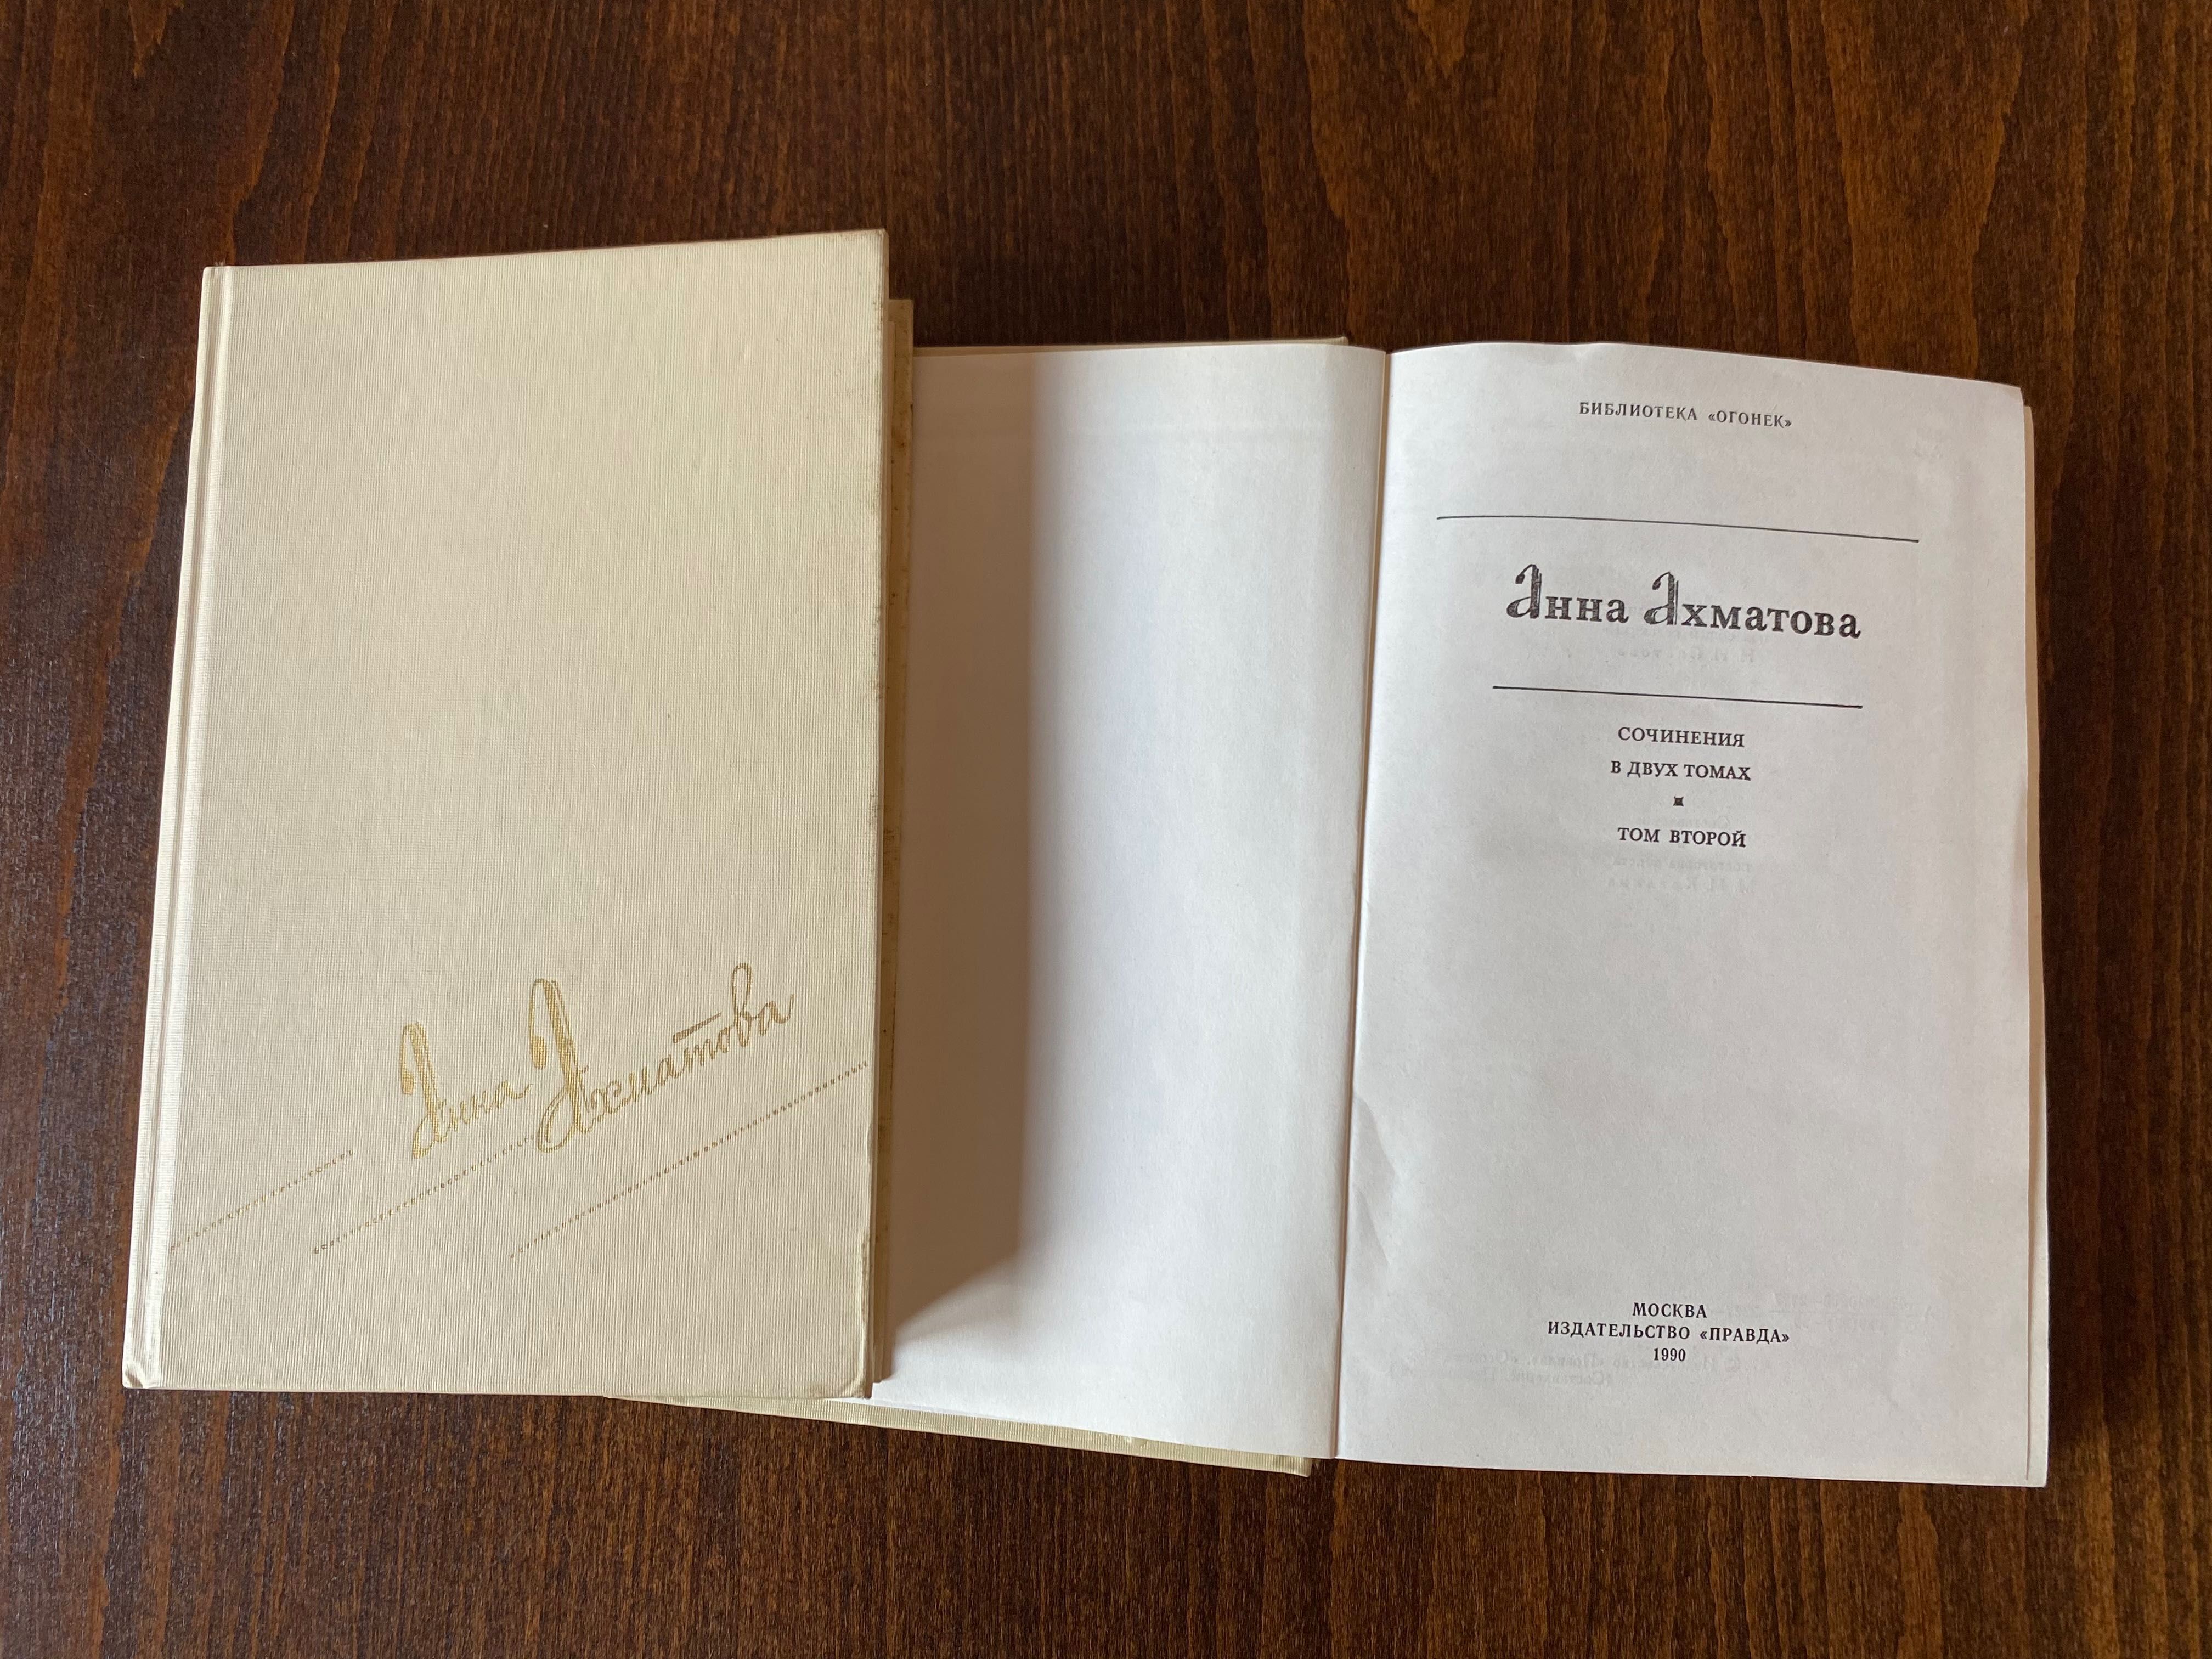 Анна Ахматова
БИБЛИОТЕКА «ОГОНЕК»
Анна Ахматова
СОЧИНЕНИЯ
В ДВУХ ТОМАХ
ТОМ ВТОРОЙ
МОСКВА
ИЗДАТЕЛЬСТВО «ПРАВДА»
1990